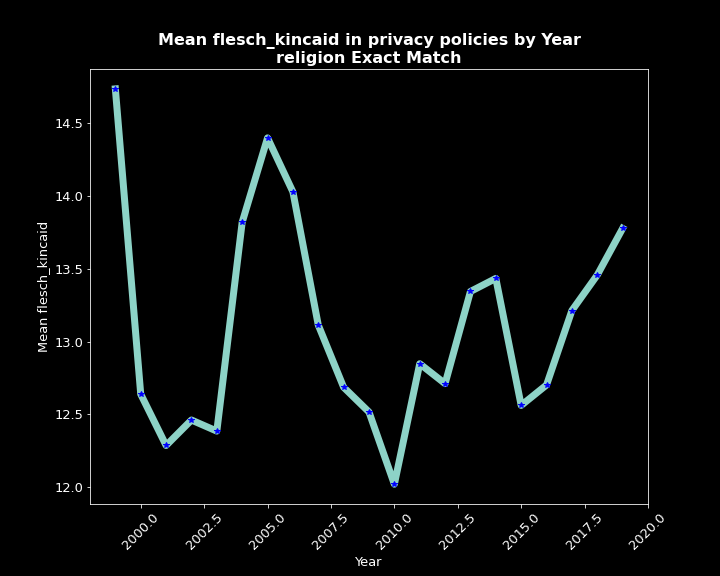 Mean flesch_kincaid in privacy policies by Year
religion Exact Match
14.5
14.0
13.5
13.0
12.5
12.0
Mean flesch_kincaid
2000.0 2002.5 2005.0 2007.5 2010.0 2012.5 2015.0 2017.5 2020.0
Year